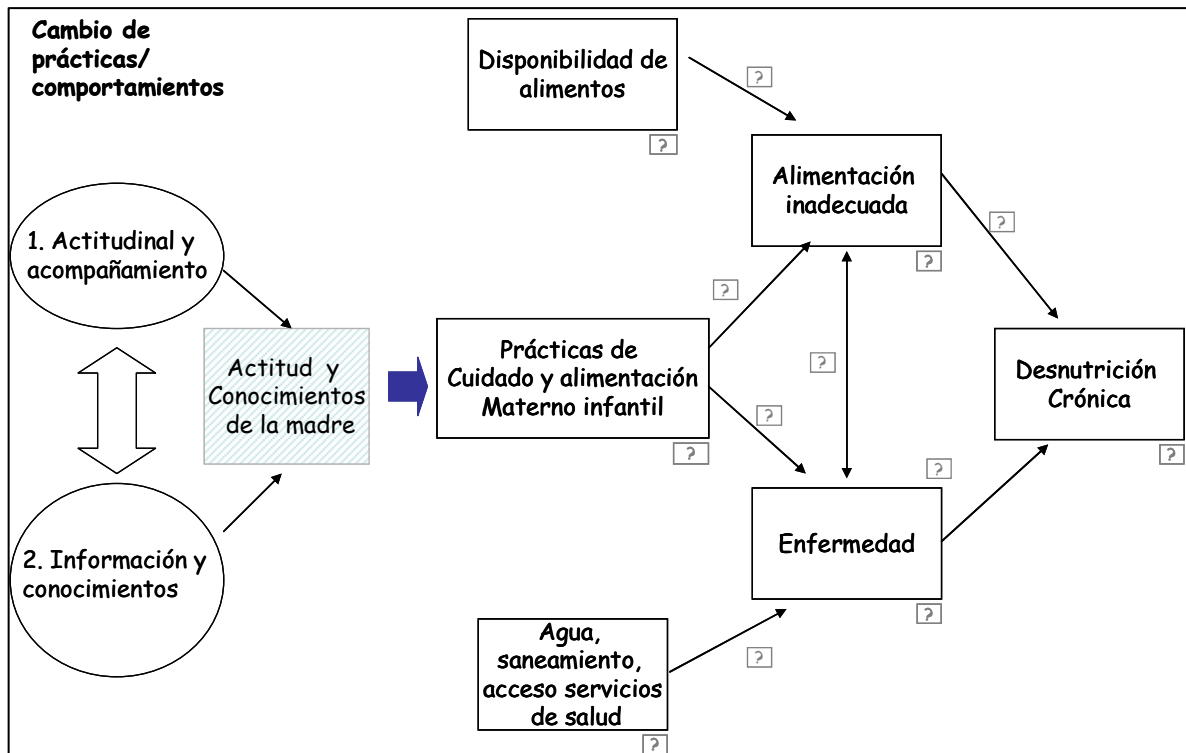 Cambio de
prácticas/
comportamientos
Disponibilidad de
alimentos
?
?
Alimentación
inadecuada
?
?
1. Actitudinal y
acompañamiento
Actitud y
Conocimientos
de la madre
Prácticas de
Cuidado y alimentación
Materno infantil
?
?
?
?
Desnutrición
Crónica
?
2. Información y
conocimientos
Enfermedad
?
?
Agua,
saneamiento,
acceso servicios
de salud
?
?